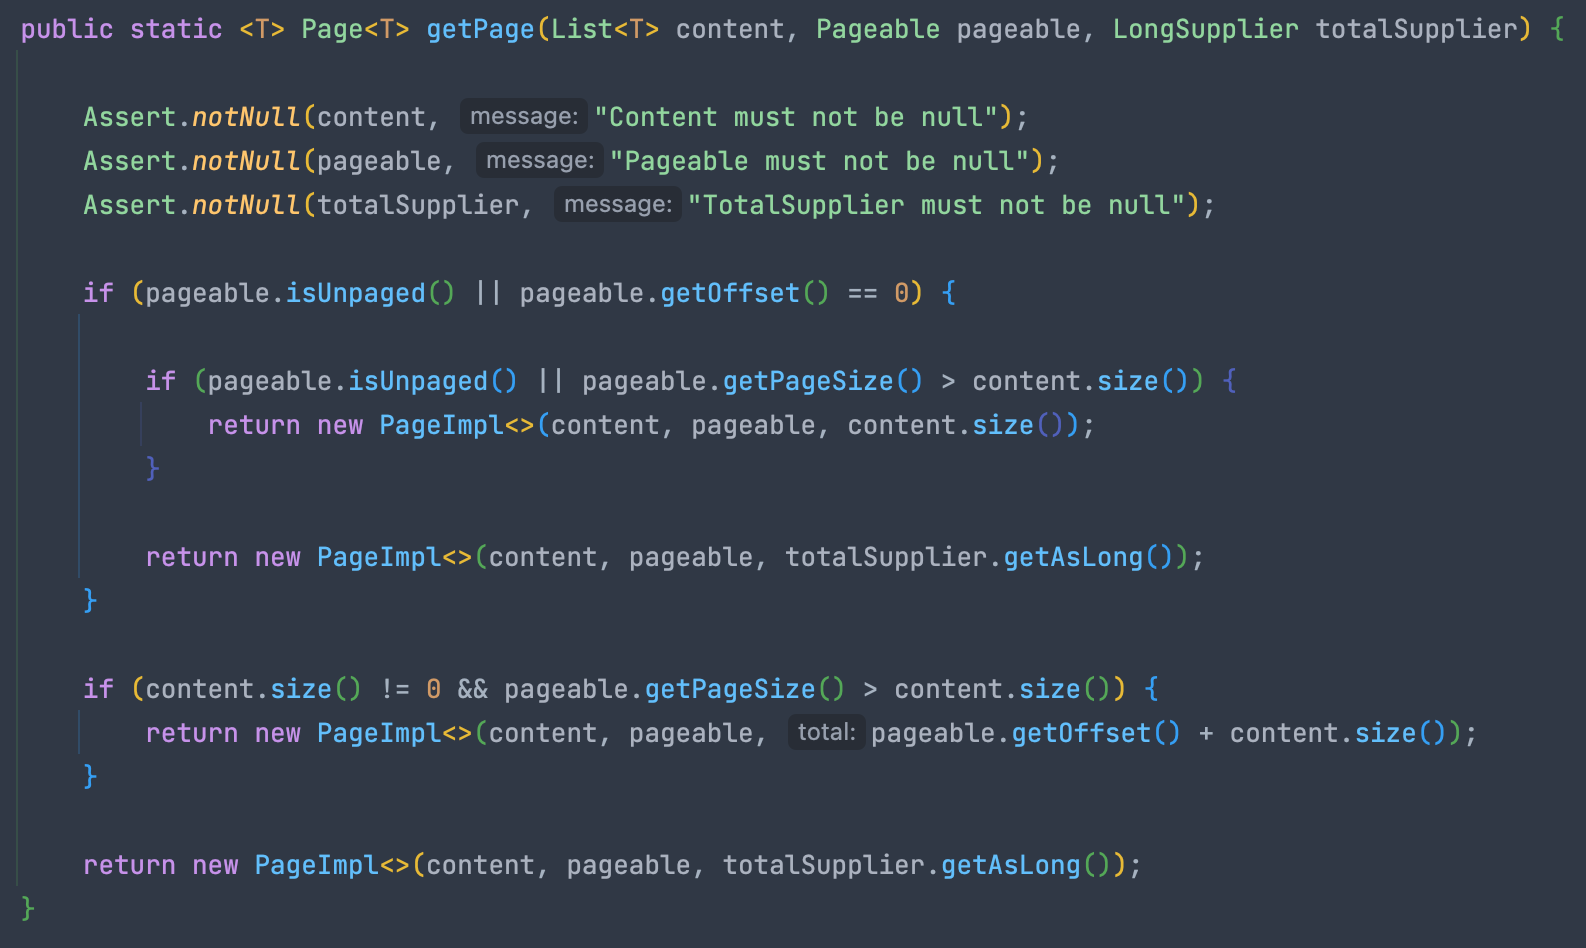 public static <T> Page<T> getPage(List<T> content, Pageable pageable, LongSupplier totalSupplier) {
Assert.notNull(content, message: "Content must not be null");
Assert.notNull(pageable, message: "Pageable must not be null");
Assert.notNull(totalSupplier, message: "TotalSupplier must not be null");
if (pageable.isUnpaged() || pageable.getOffset() == 0) {
if (pageable.isUnpaged() || pageable.getPageSize() > content.size()) {
return new PageImpl<>(content, pageable, content.size());
}
return new PageImpl<>(content, pageable, totalSupplier.getAsLong());
}
if (content.size() != 0 && pageable.getPageSize() > content.size()) {
return new PageImpl<>(content, pageable, total: pageable.getOffset() + content.size());
}
return new PageImpl<>(content, pageable, totalSupplier.getAsLong());
}